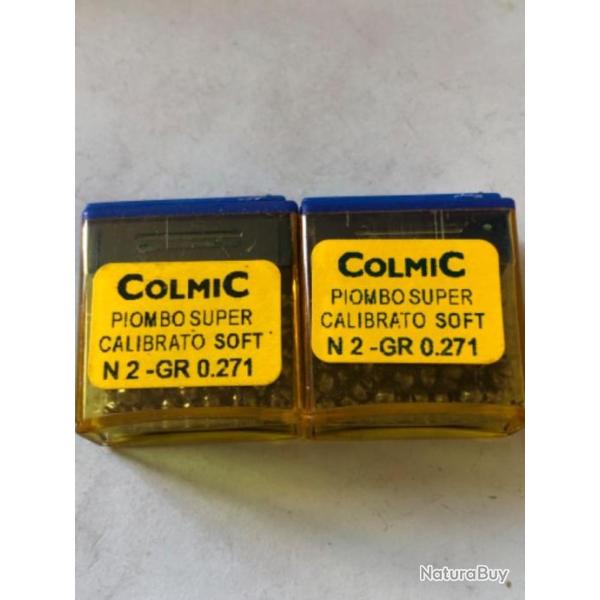 COLMIC
PIOMBO SUPER
CALIBRATO SOFT
N 2 -GR 0.271
COLMIC
PIOMBO SUPER
CALIBRATO SOFT
N 2 -GR 0.271
NaturaBuy